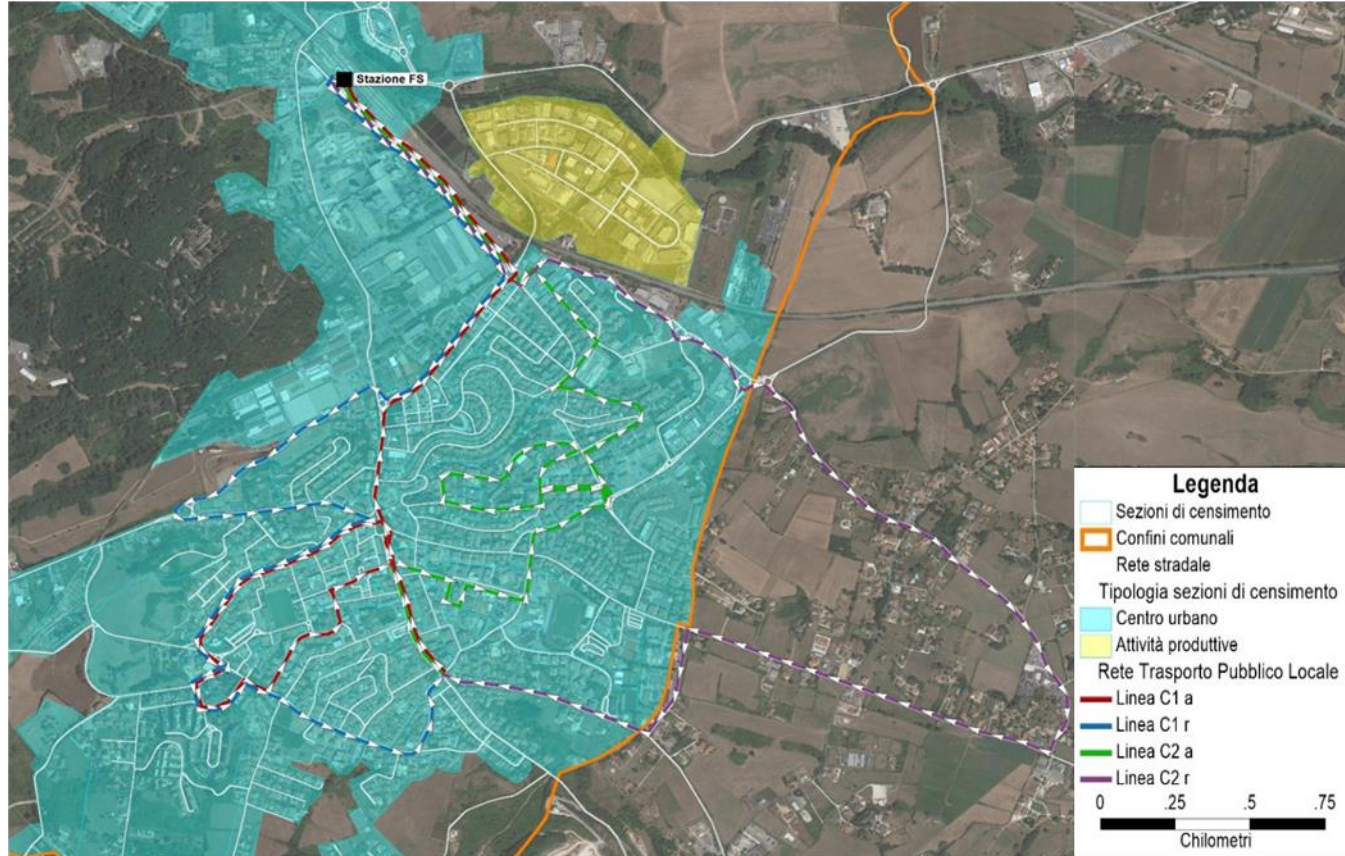 Stazione FS
Legenda
Sezioni di censimento
Confini comunali
Rete stradale
Tipologia sezioni di censimento
Centro urbano
Attività produttive
Rete Trasporto Pubblico Locale
Linea C1 a
Linea C1 r
Linea C2 a
Linea C2 r
0 .25 .5 .75
Chilometri